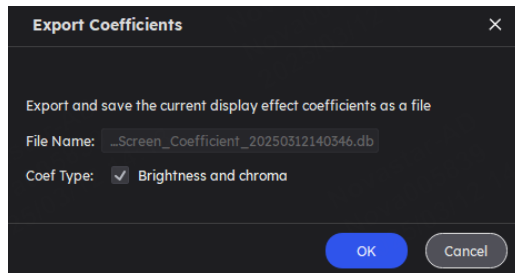 Export Coefficients
Export and save the current display effect coefficients as a file
File Name: ...Screen_Coefficient_20250312140346.db
Coef Type: Brightness and chroma
OK Cancel